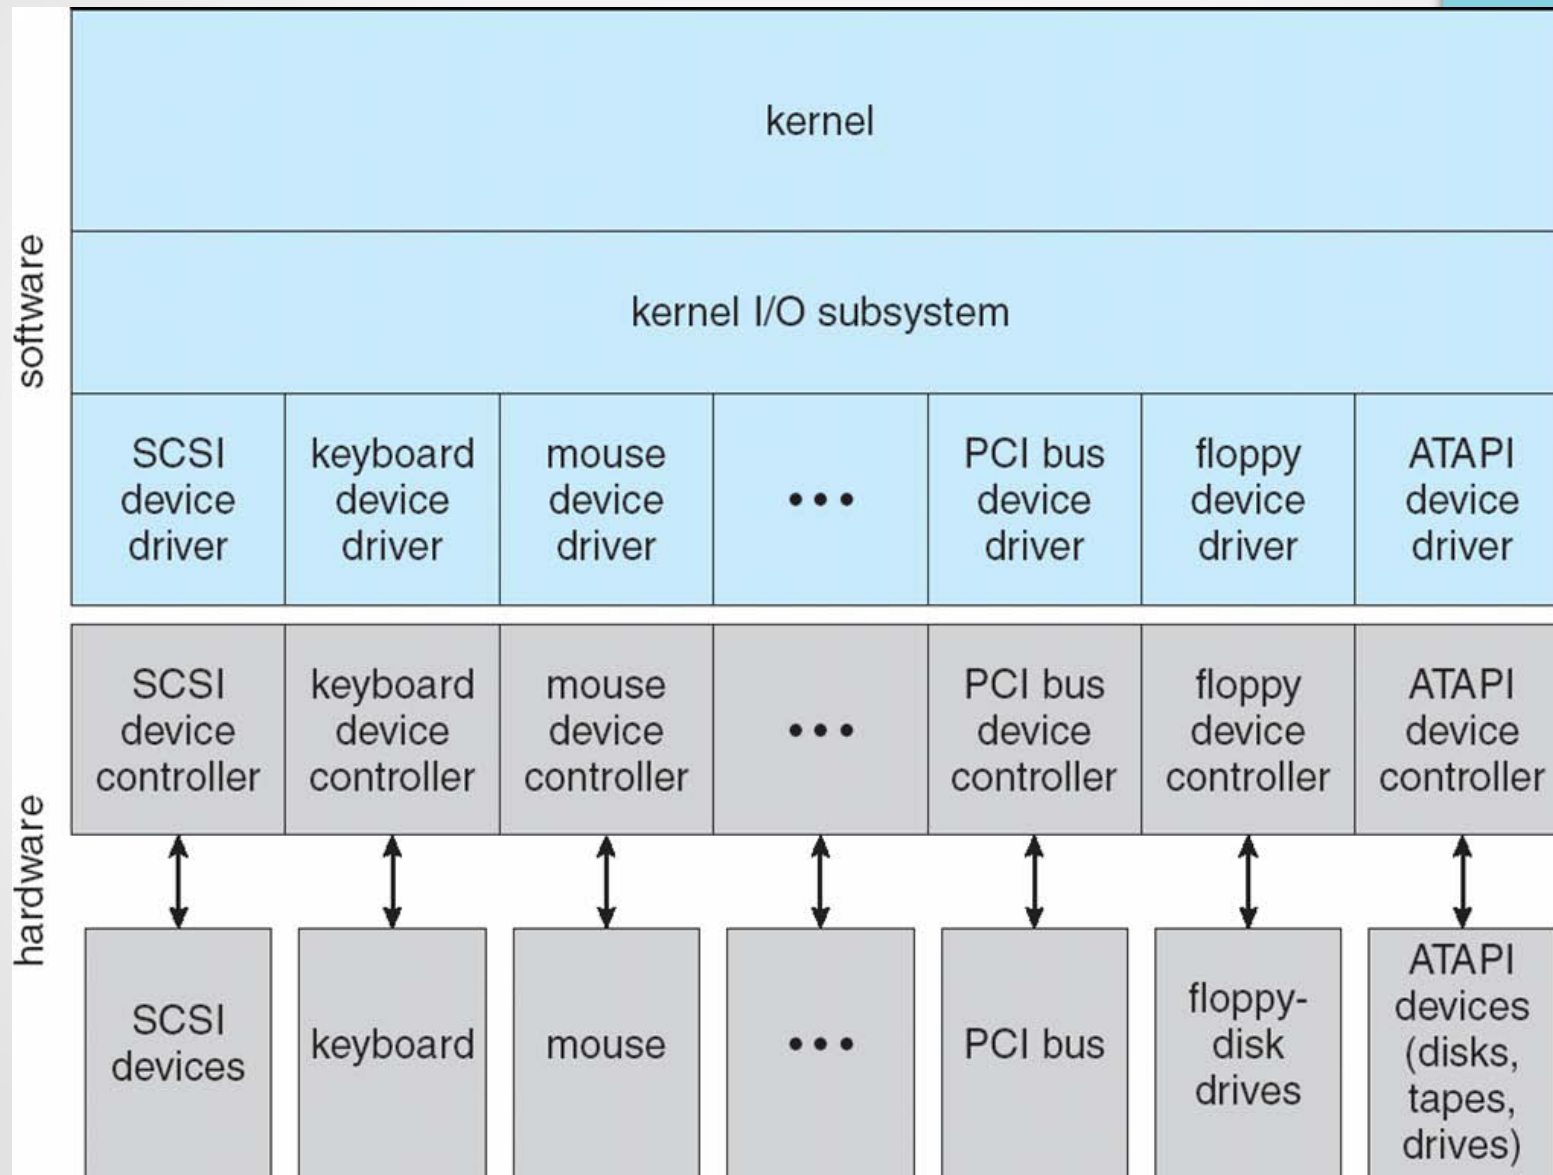 kernel
software
kernel I/O subsystem
SCSI
device
driver
keyboard
device
driver
mouse
device
driver
•••
PCI bus
device
driver
floppy
device
driver
ATAPI
device
driver
hardware
SCSI
device
controller
keyboard
device
controller
mouse
device
controller
•••
PCI bus
device
controller
floppy
device
controller
ATAPI
device
controller
SCSI
devices
keyboard
mouse
•••
PCI bus
floppy-
disk
drives
ATAPI
devices
(disks,
tapes,
drives)